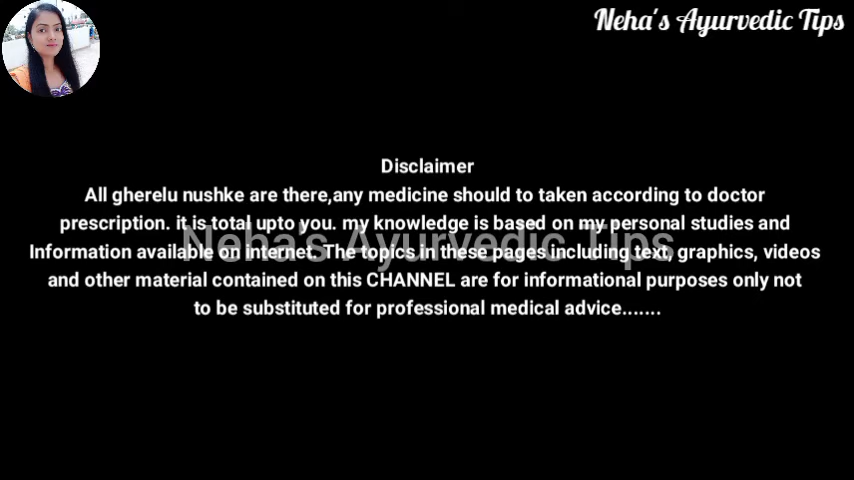 Neha's Ayurvedic Tips
Disclaimer
All gherelu nushke are there,any medicine should to taken according to doctor
prescription. it is total upto you. my knowledge is based on my personal studies and
Neha's Ayurvedic Tips
Information available on internet. The topics in these pages including text, graphics, videos
and other material contained on this CHANNEL are for informational purposes only not
to be substituted for professional medical advice.......